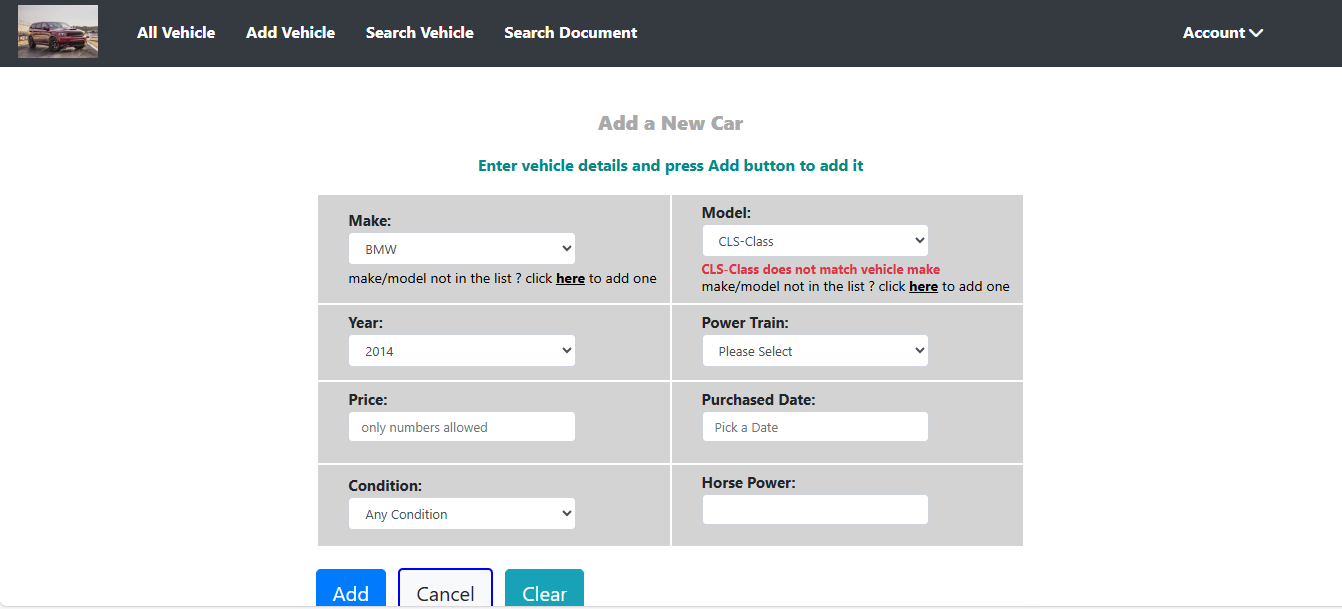 All Vehicle Add Vehicle Search Vehicle Search Document Account
Add a New Car
Enter vehicle details and press Add button to add it
Make:
BMW
make/model not in the list ? click here to add one
Model:
CLS-Class
CLS-Class does not match vehicle make
make/model not in the list ? click here to add one
Year:
2014
Power Train:
Please Select
Price:
only numbers allowed
Purchased Date:
Pick a Date
Condition:
Any Condition
Horse Power:
Add Cancel Clear